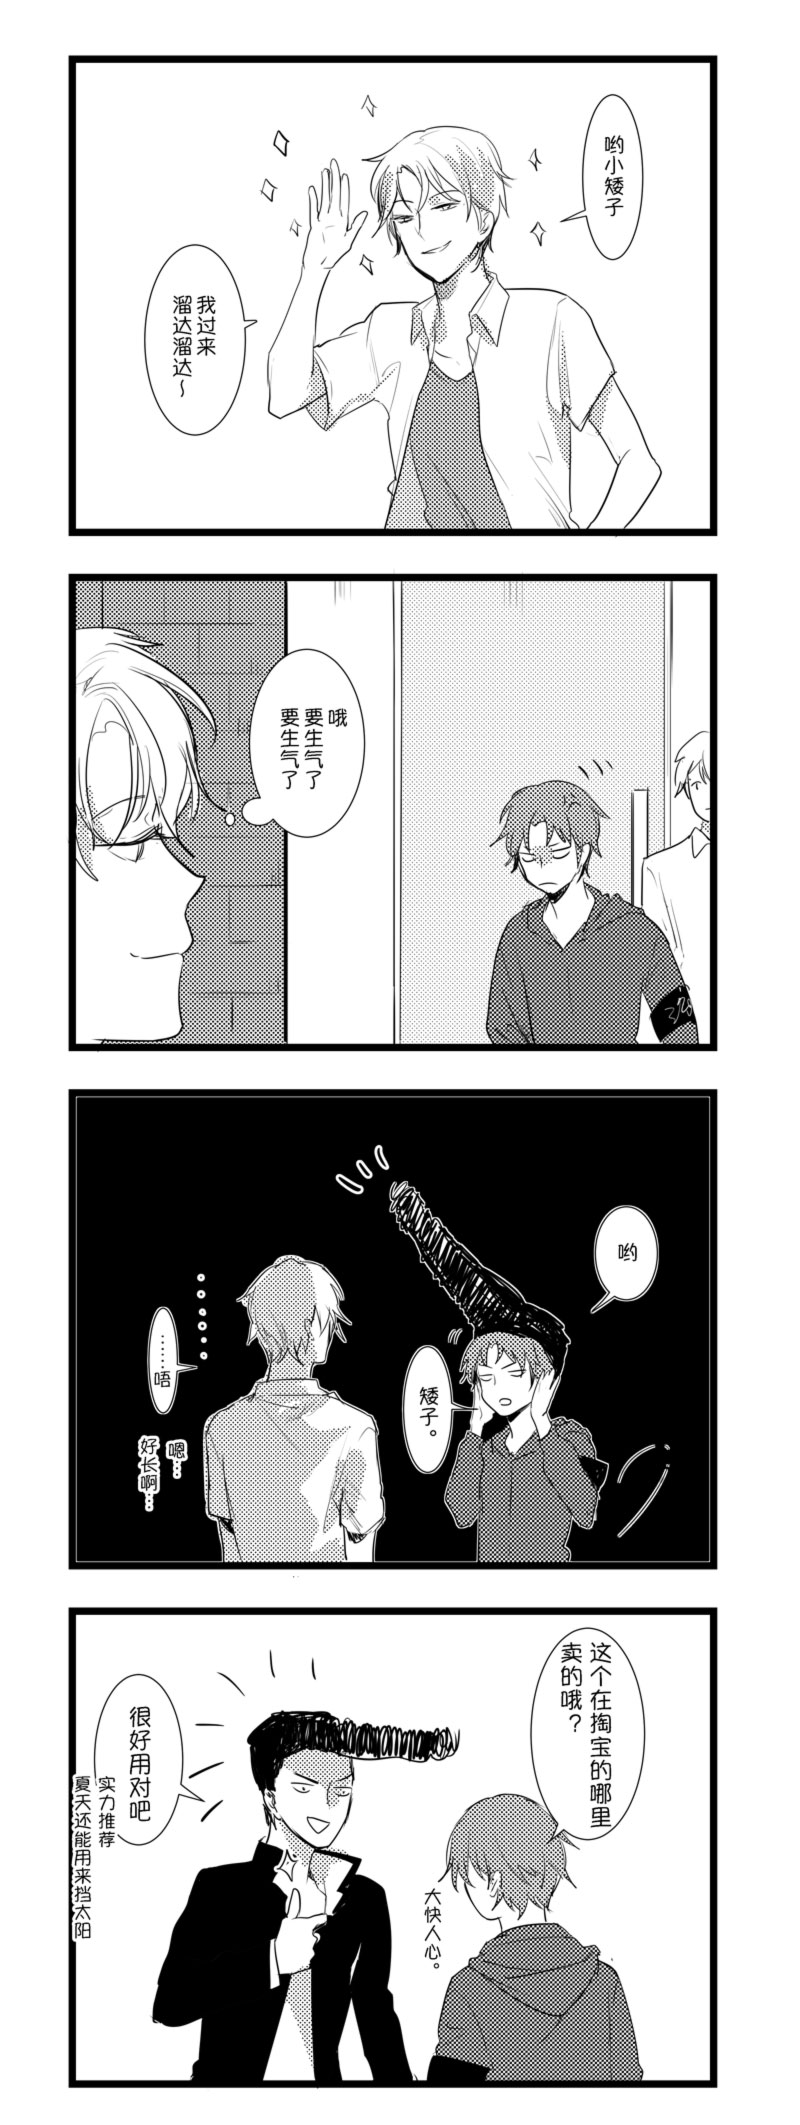 哟小矮子
我过来
溜达溜达~
哦
要生气了
要生气了
哟
矮子。
……唔
嗯…
好长啊…
这个在掏宝的哪里
卖的哦？
很好用对吧
实力推荐
夏天还能用来挡太阳
大快人心。